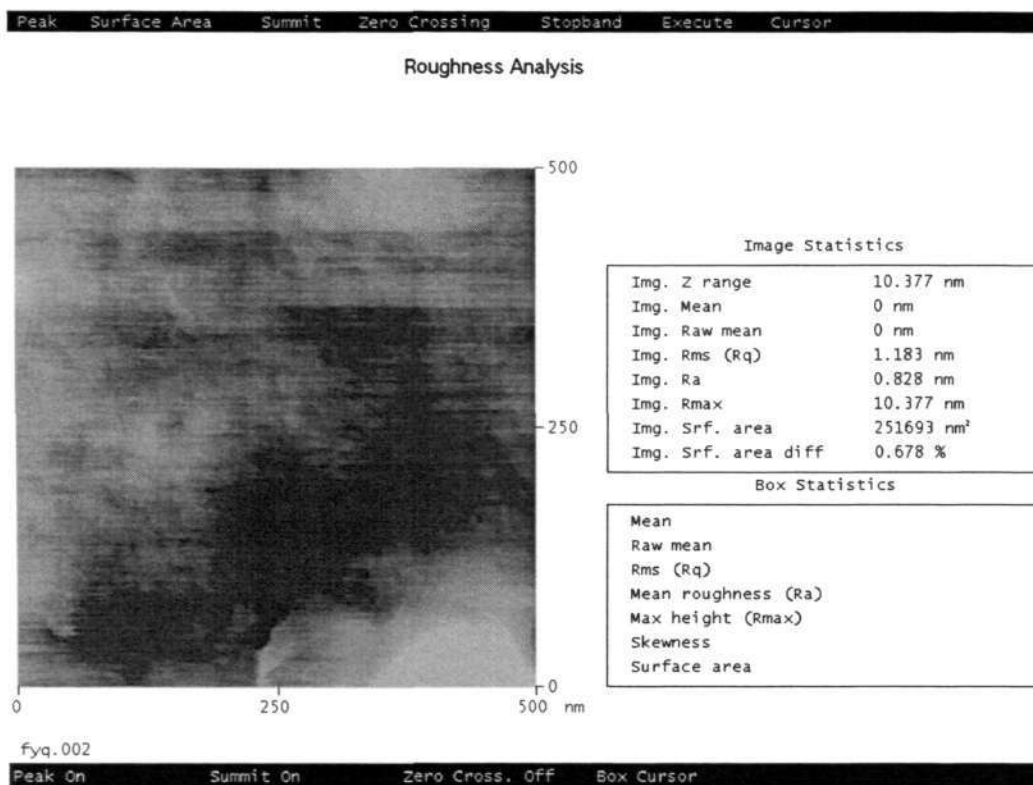 Peak Surface Area Summit Zero Crossing Stopband Execute Cursor
Roughness Analysis
500
250
0
0 250 500 nm
Image Statistics
Img. Z range 10.377 nm
Img. Mean 0 nm
Img. Raw mean 0 nm
Img. Rms (Rq) 1.183 nm
Img. Ra 0.828 nm
Img. Rmax 10.377 nm
Img. Srf. area 251693 nm²
Img. Srf. area diff 0.678 %
Box Statistics
Mean
Raw mean
Rms (Rq)
Mean roughness (Ra)
Max height (Rmax)
Skewness
Surface area
fyq.002
Peak On Summit On Zero Cross. Off Box Cursor